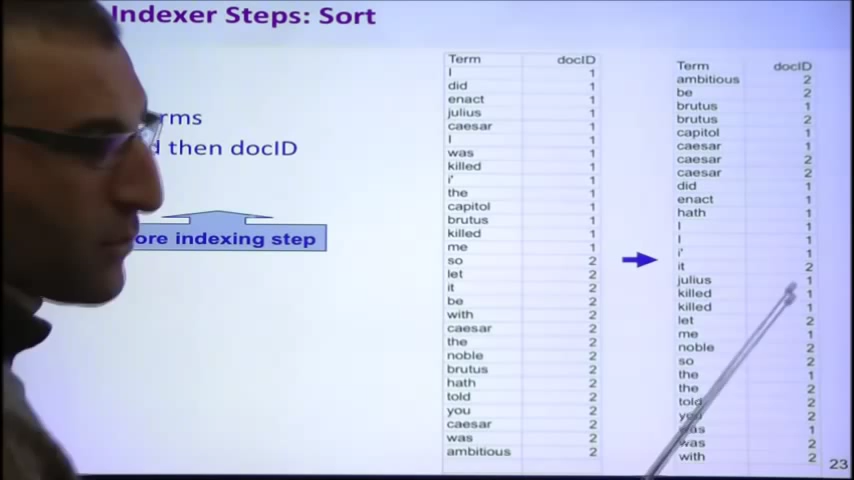 Indexer Steps: Sort
rms
then docID
ore indexing step
Term docID
I 1
did 1
enact 1
julius 1
caesar 1
I 1
was 1
killed 1
i' 1
the 1
capitol 1
brutus 1
killed 1
me 1
so 2
let 2
it 2
be 2
with 2
caesar 2
the 2
noble 2
brutus 2
hath 2
told 2
you 2
caesar 2
was 2
ambitious 2
Term docID
ambitious 2
be 2
brutus 1
brutus 2
capitol 1
caesar 1
caesar 2
caesar 2
did 1
enact 1
hath 1
I 1
I 1
i' 1
it 2
julius 1
killed 1
killed 1
let 2
me 1
noble 2
so 2
the 1
the 2
told 2
you 2
was 1
was 2
with 2
23